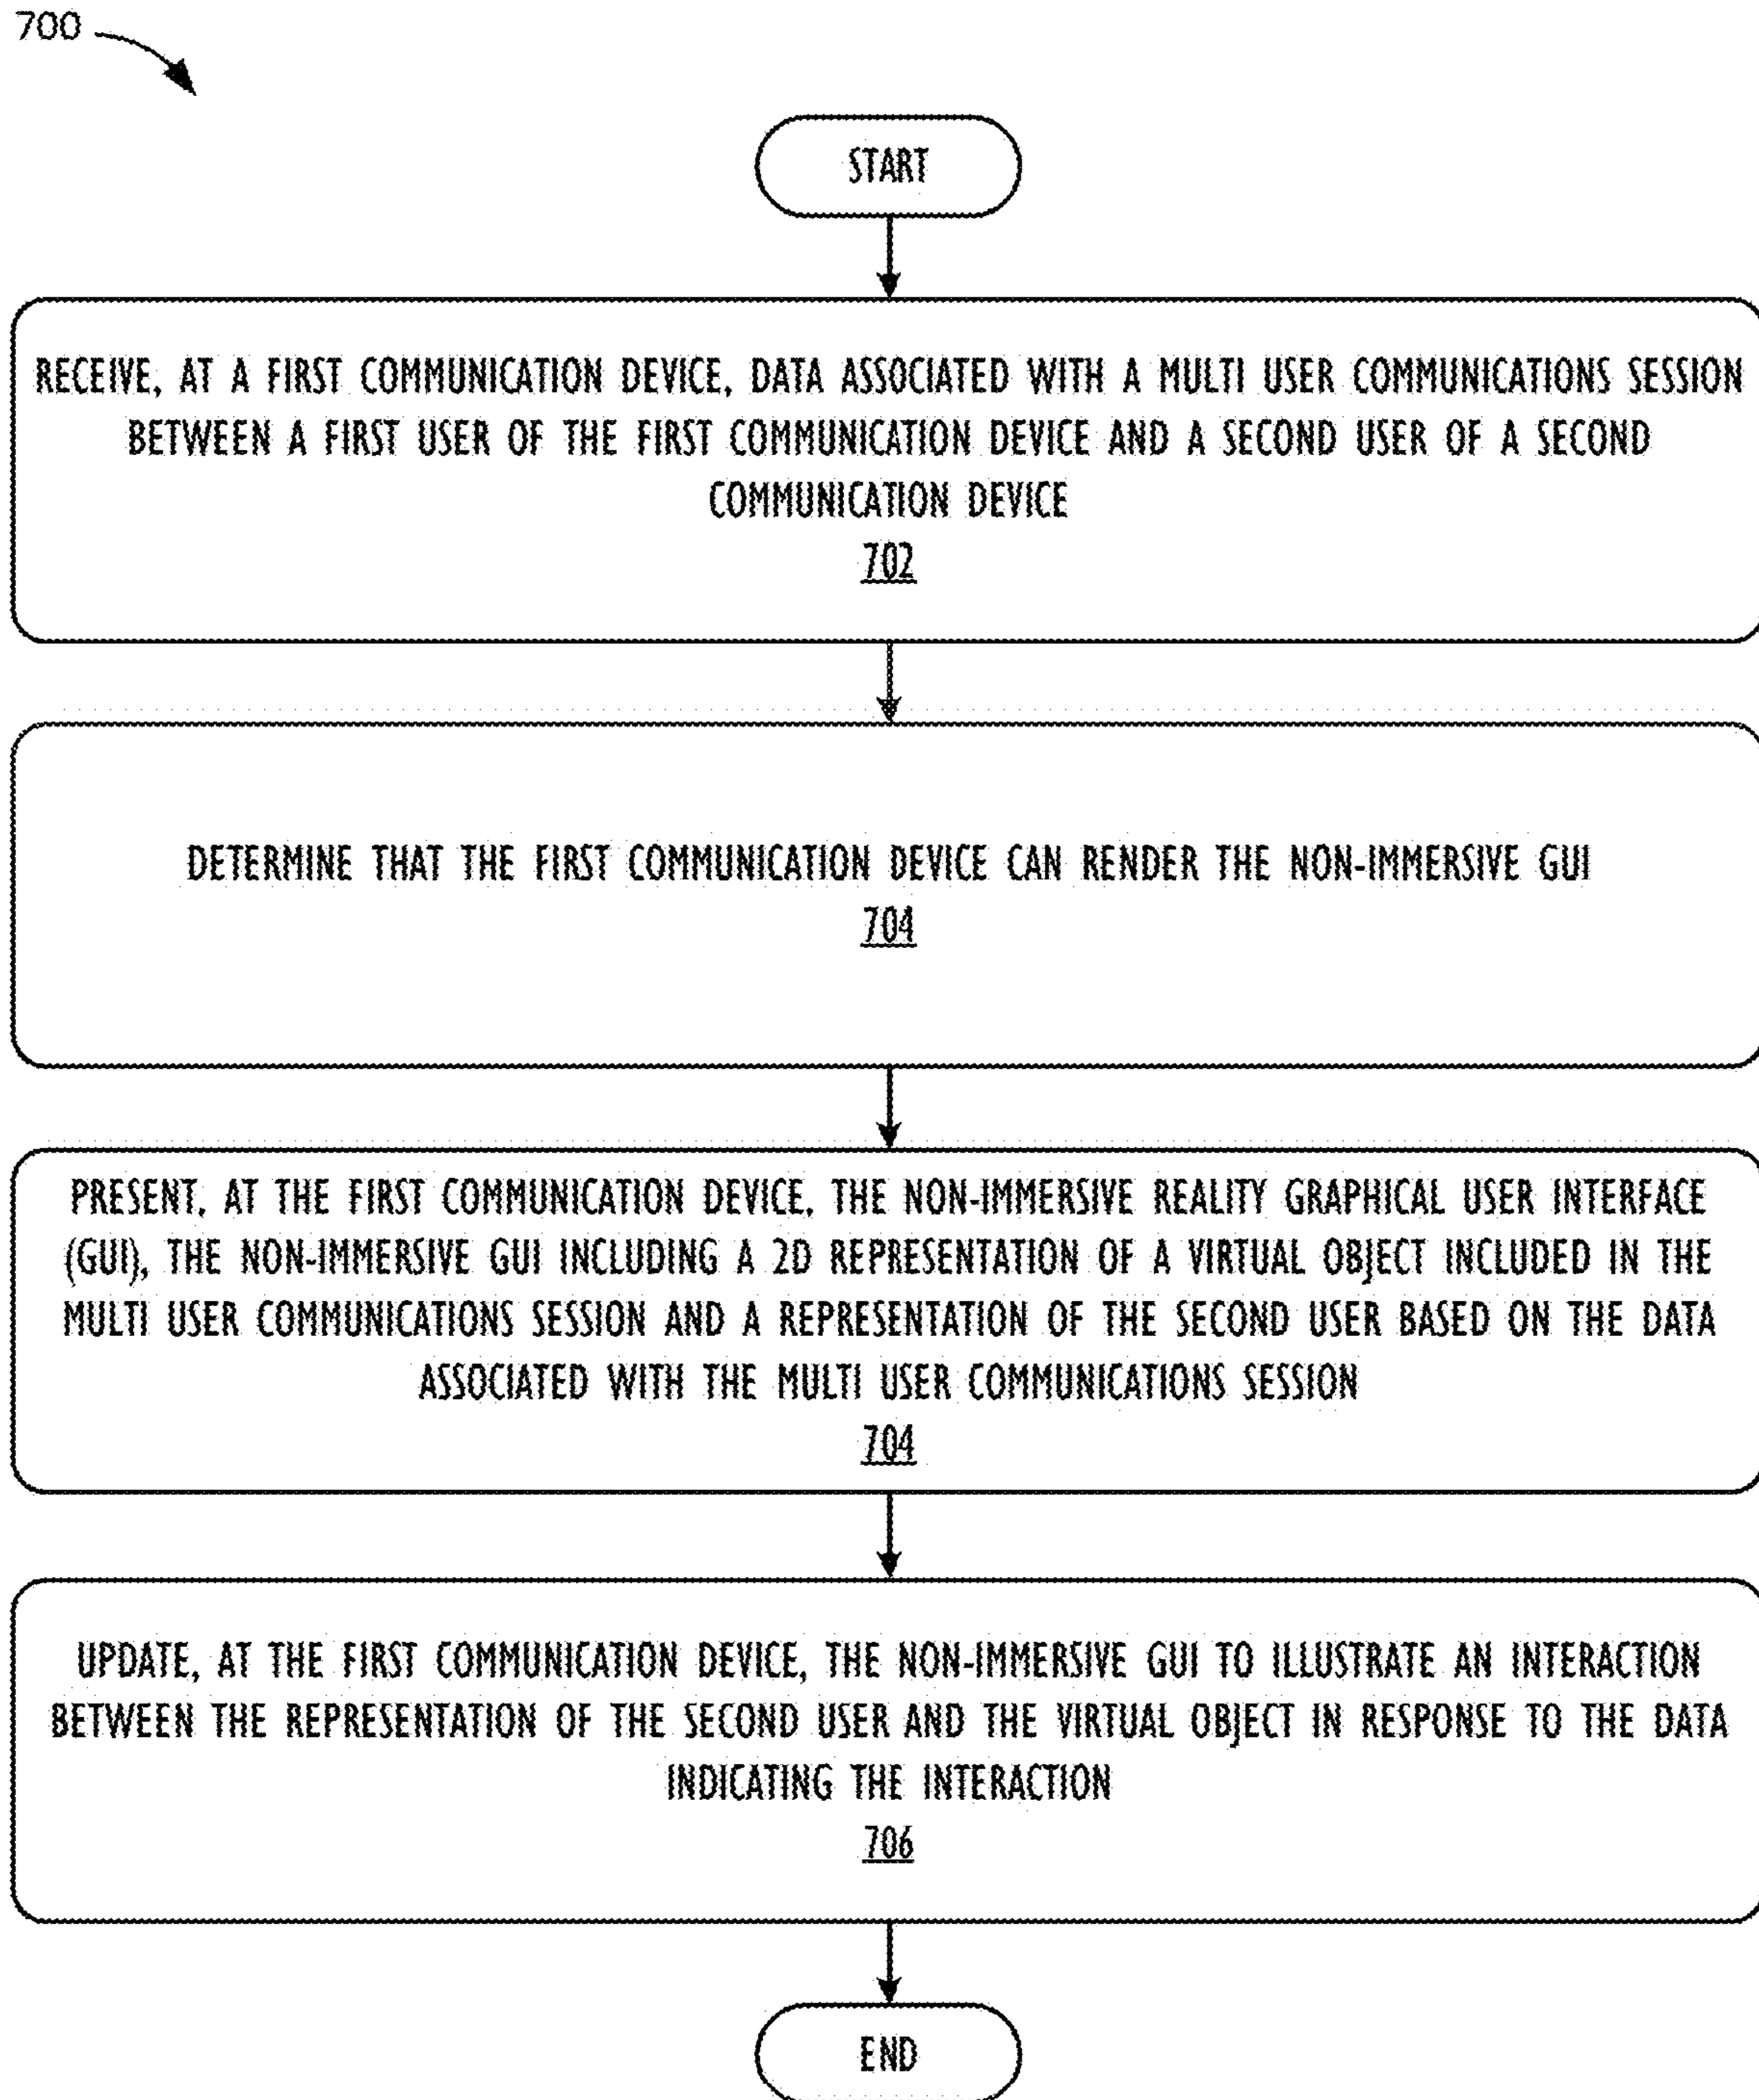 700
START
RECEIVE, AT A FIRST COMMUNICATION DEVICE, DATA ASSOCIATED WITH A MULTI USER COMMUNICATIONS SESSION
BETWEEN A FIRST USER OF THE FIRST COMMUNICATION DEVICE AND A SECOND USER OF A SECOND
COMMUNICATION DEVICE
702
DETERMINE THAT THE FIRST COMMUNICATION DEVICE CAN RENDER THE NON-IMMERSIVE GUI
704
PRESENT, AT THE FIRST COMMUNICATION DEVICE, THE NON-IMMERSIVE REALITY GRAPHICAL USER INTERFACE
(GUI), THE NON-IMMERSIVE GUI INCLUDING A 2D REPRESENTATION OF A VIRTUAL OBJECT INCLUDED IN THE
MULTI USER COMMUNICATIONS SESSION AND A REPRESENTATION OF THE SECOND USER BASED ON THE DATA
ASSOCIATED WITH THE MULTI USER COMMUNICATIONS SESSION
704
UPDATE, AT THE FIRST COMMUNICATION DEVICE, THE NON-IMMERSIVE GUI TO ILLUSTRATE AN INTERACTION
BETWEEN THE REPRESENTATION OF THE SECOND USER AND THE VIRTUAL OBJECT IN RESPONSE TO THE DATA
INDICATING THE INTERACTION
706
END